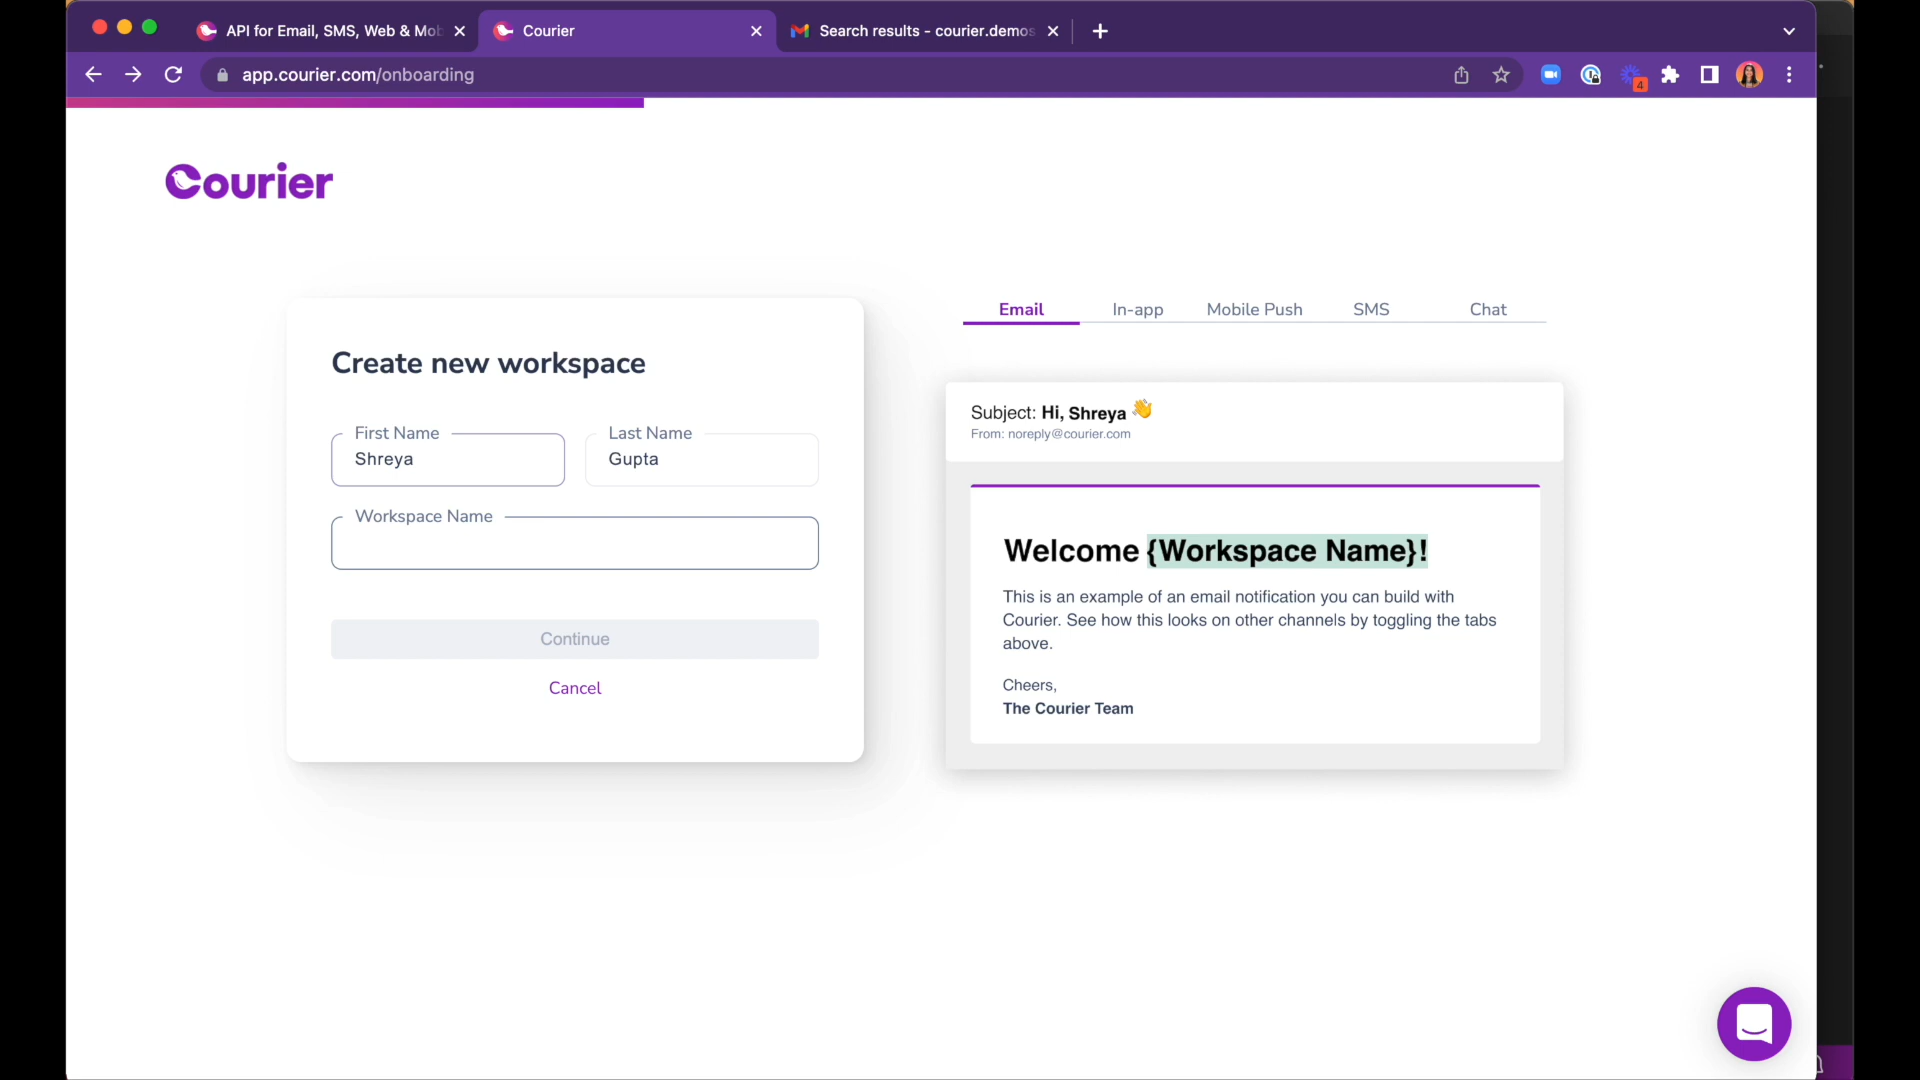 API for Email, SMS, Web & Mob
Courier
Search results - courier.demos
app.courier.com/onboarding
4
Courier
Create new workspace
First Name
Shreya
Last Name
Gupta
Workspace Name
Continue
Cancel
Email
In-app
Mobile Push
SMS
Chat
Subject: Hi, Shreya 👋
From: noreply@courier.com
Welcome {Workspace Name}!
This is an example of an email notification you can build with
Courier. See how this looks on other channels by toggling the tabs
above.
Cheers,
The Courier Team